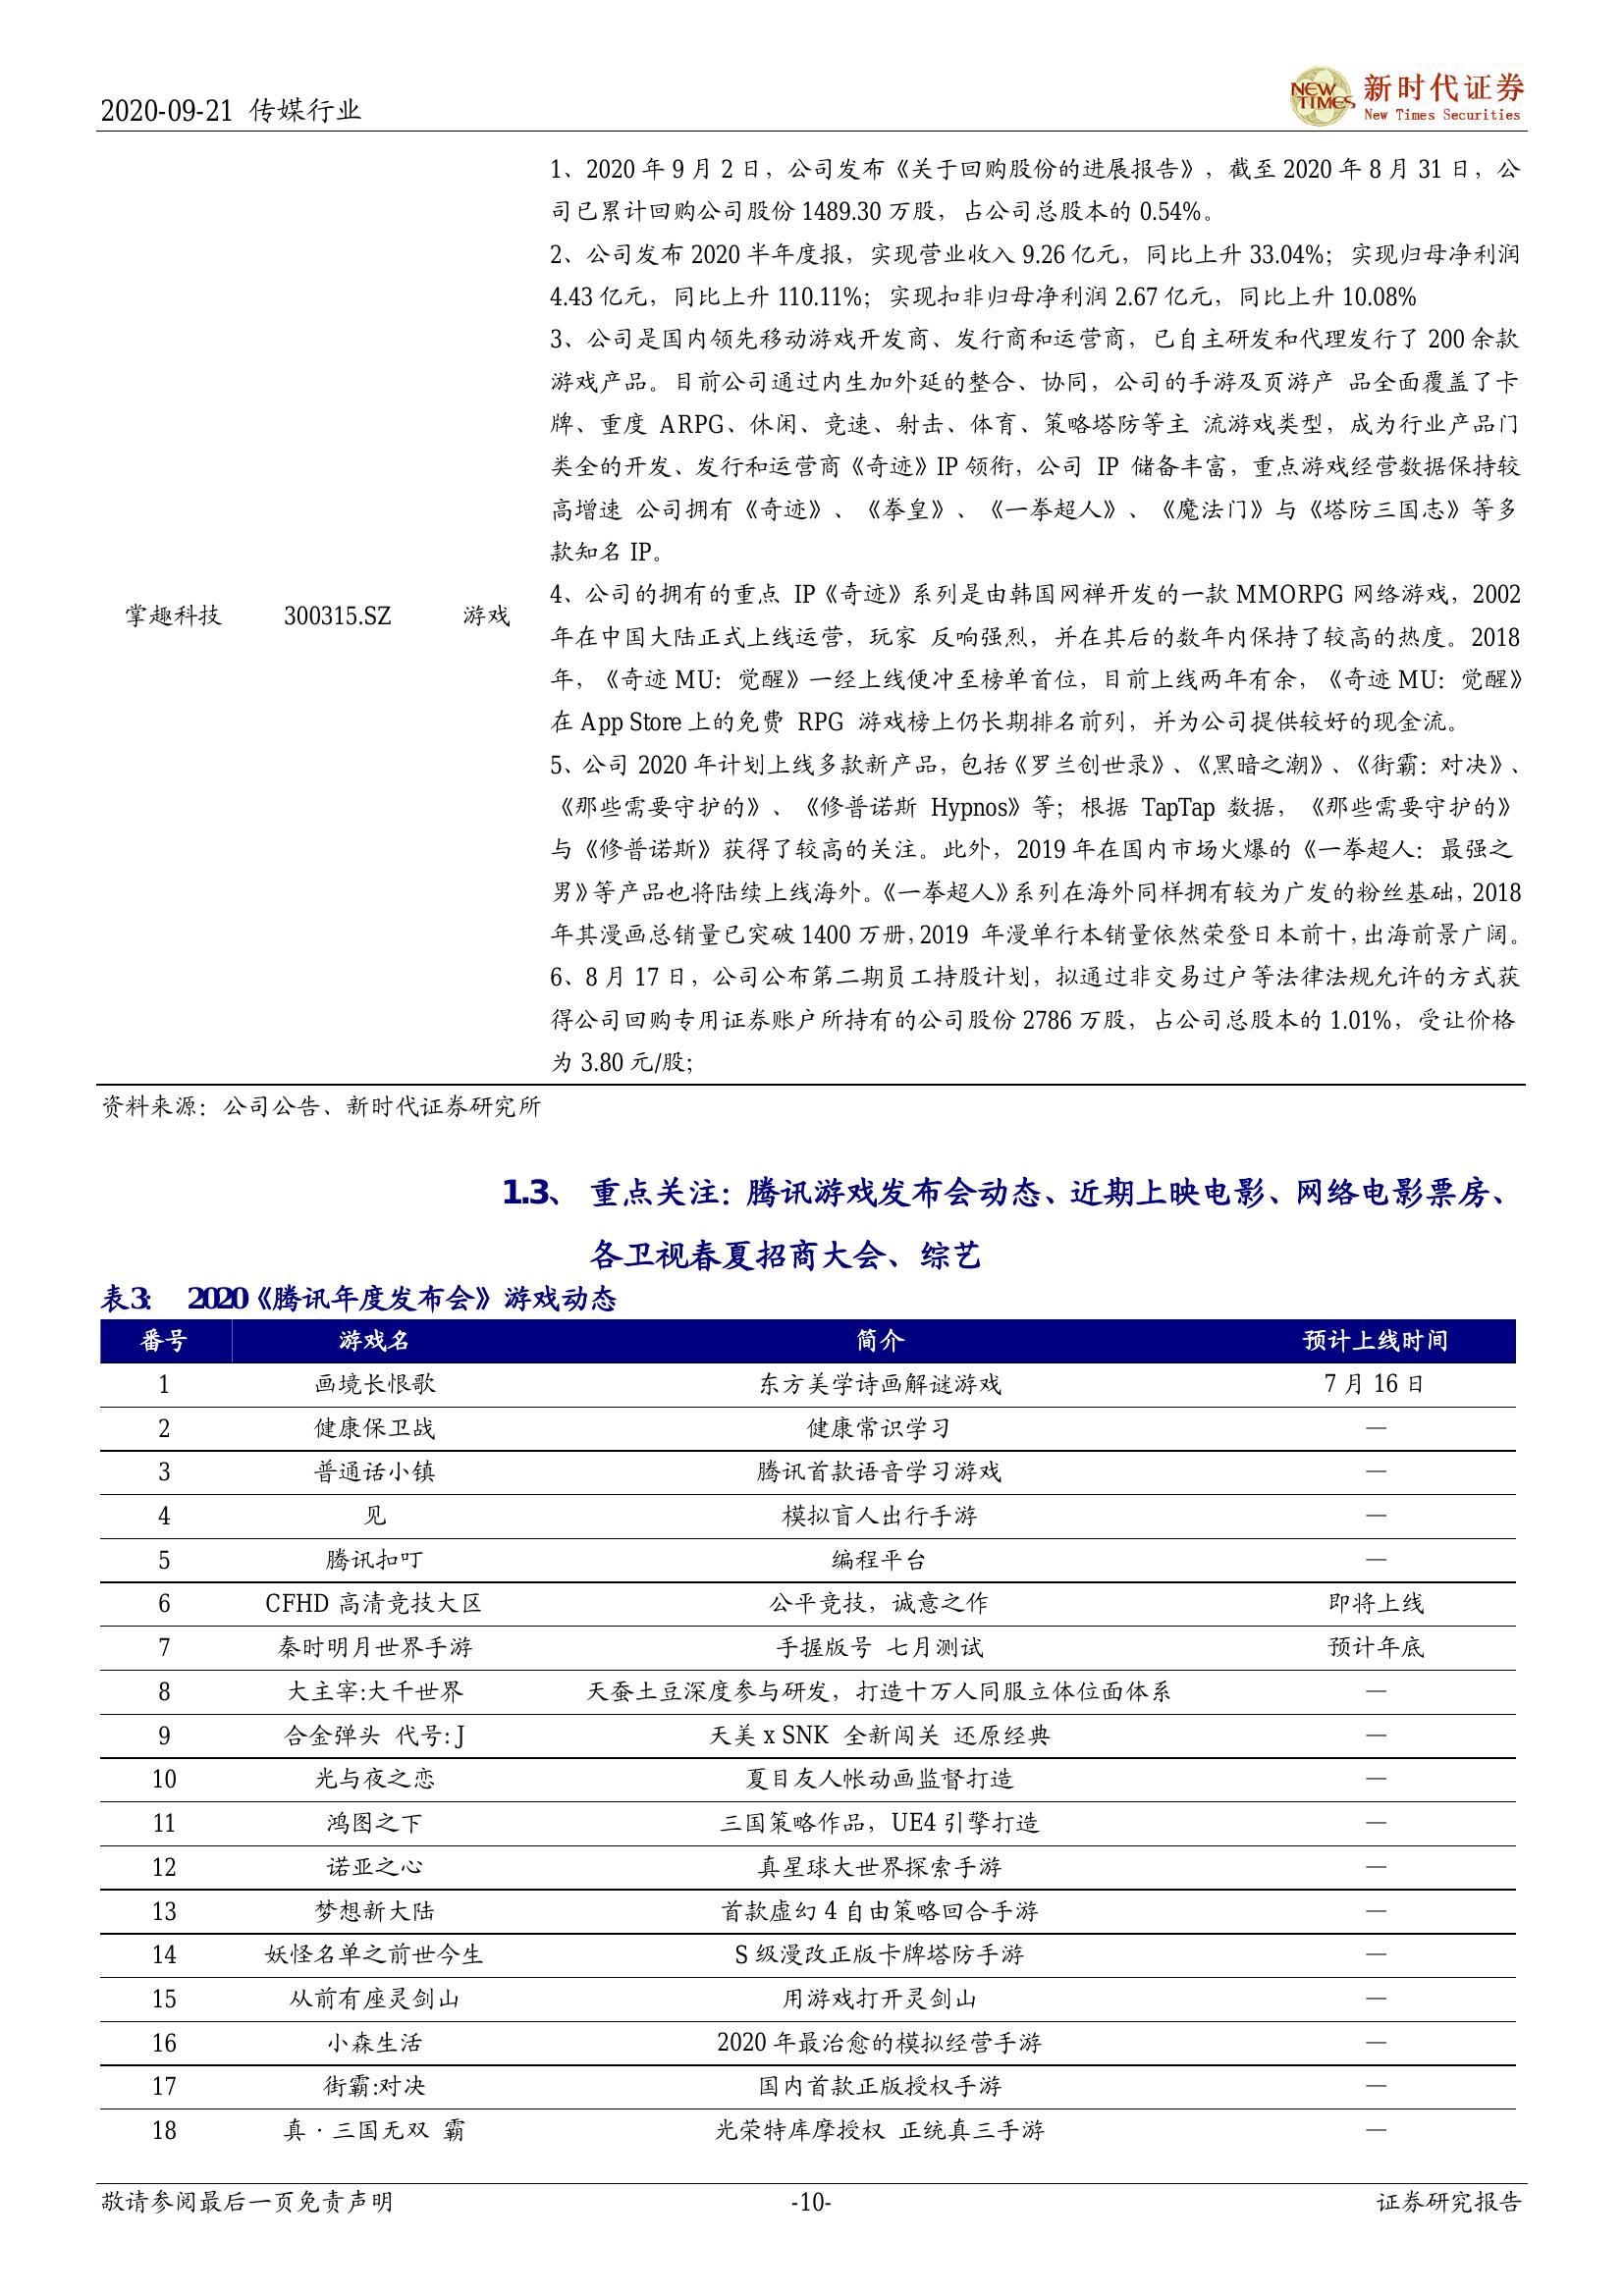 2020-09-21 传媒行业
NEW TIMES 新时代证券
New Times Securities
1、2020 年 9 月 2 日，公司发布《关于回购股份的进展报告》，截至 2020 年 8 月 31 日，公
司已累计回购公司股份 1489.30 万股，占公司总股本的 0.54%。
2、公司发布 2020 半年度报，实现营业收入 9.26 亿元，同比上升 33.04%；实现归母净利润
4.43 亿元，同比上升 110.11%；实现扣非归母净利润 2.67 亿元，同比上升 10.08%
3、公司是国内领先移动游戏开发商、发行商和运营商，已自主研发和代理发行了 200 余款
游戏产品。目前公司通过内生加外延的整合、协同，公司的手游及页游产 品全面覆盖了卡
牌、重度 ARPG、休闲、竞速、射击、体育、策略塔防等主 流游戏类型，成为行业产品门
类全的开发、发行和运营商《奇迹》IP 领衔，公司 IP 储备丰富，重点游戏经营数据保持较
高增速 公司拥有《奇迹》、《拳皇》、《一拳超人》、《魔法门》与《塔防三国志》等多
款知名 IP。
掌趣科技 300315.SZ 游戏
4、公司的拥有的重点 IP《奇迹》系列是由韩国网禅开发的一款 MMORPG 网络游戏，2002
年在中国大陆正式上线运营，玩家 反响强烈，并在其后的数年内保持了较高的热度。2018
年，《奇迹 MU：觉醒》一经上线便冲至榜单首位，目前上线两年有余，《奇迹 MU：觉醒》
在 App Store 上的免费 RPG 游戏榜上仍长期排名前列，并为公司提供较好的现金流。
5、公司 2020 年计划上线多款新产品，包括《罗兰创世录》、《黑暗之潮》、《街霸：对决》、
《那些需要守护的》、《修普诺斯 Hypnos》等；根据 TapTap 数据，《那些需要守护的》
与《修普诺斯》获得了较高的关注。此外，2019 年在国内市场火爆的《一拳超人：最强之
男》等产品也将陆续上线海外。《一拳超人》系列在海外同样拥有较为广发的粉丝基础，2018
年其漫画总销量已突破 1400 万册，2019 年漫单行本销量依然荣登日本前十，出海前景广阔。
6、8 月 17 日，公司公布第二期员工持股计划，拟通过非交易过户等法律法规允许的方式获
得公司回购专用证券账户所持有的公司股份 2786 万股，占公司总股本的 1.01%，受让价格
为 3.80 元/股；
资料来源：公司公告、新时代证券研究所
1.3、 重点关注：腾讯游戏发布会动态、近期上映电影、网络电影票房、
各卫视春夏招商大会、综艺
表3： 2020《腾讯年度发布会》游戏动态
番号 游戏名 简介 预计上线时间
1 画境长恨歌 东方美学诗画解谜游戏 7 月 16 日
2 健康保卫战 健康常识学习 —
3 普通话小镇 腾讯首款语音学习游戏 —
4 见 模拟盲人出行手游 —
5 腾讯扣叮 编程平台 —
6 CFHD 高清竞技大区 公平竞技，诚意之作 即将上线
7 秦时明月世界手游 手握版号 七月测试 预计年底
8 大主宰:大千世界 天蚕土豆深度参与研发，打造十万人同服立体位面体系 —
9 合金弹头 代号: J 天美 x SNK 全新闯关 还原经典 —
10 光与夜之恋 夏目友人帐动画监督打造 —
11 鸿图之下 三国策略作品，UE4 引擎打造 —
12 诺亚之心 真星球大世界探索手游 —
13 梦想新大陆 首款虚幻 4 自由策略回合手游 —
14 妖怪名单之前世今生 S 级漫改正版卡牌塔防手游 —
15 从前有座灵剑山 用游戏打开灵剑山 —
16 小森生活 2020 年最治愈的模拟经营手游 —
17 街霸:对决 国内首款正版授权手游 —
18 真 · 三国无双 霸 光荣特库摩授权 正统真三手游 —
敬请参阅最后一页免责声明 -10- 证券研究报告